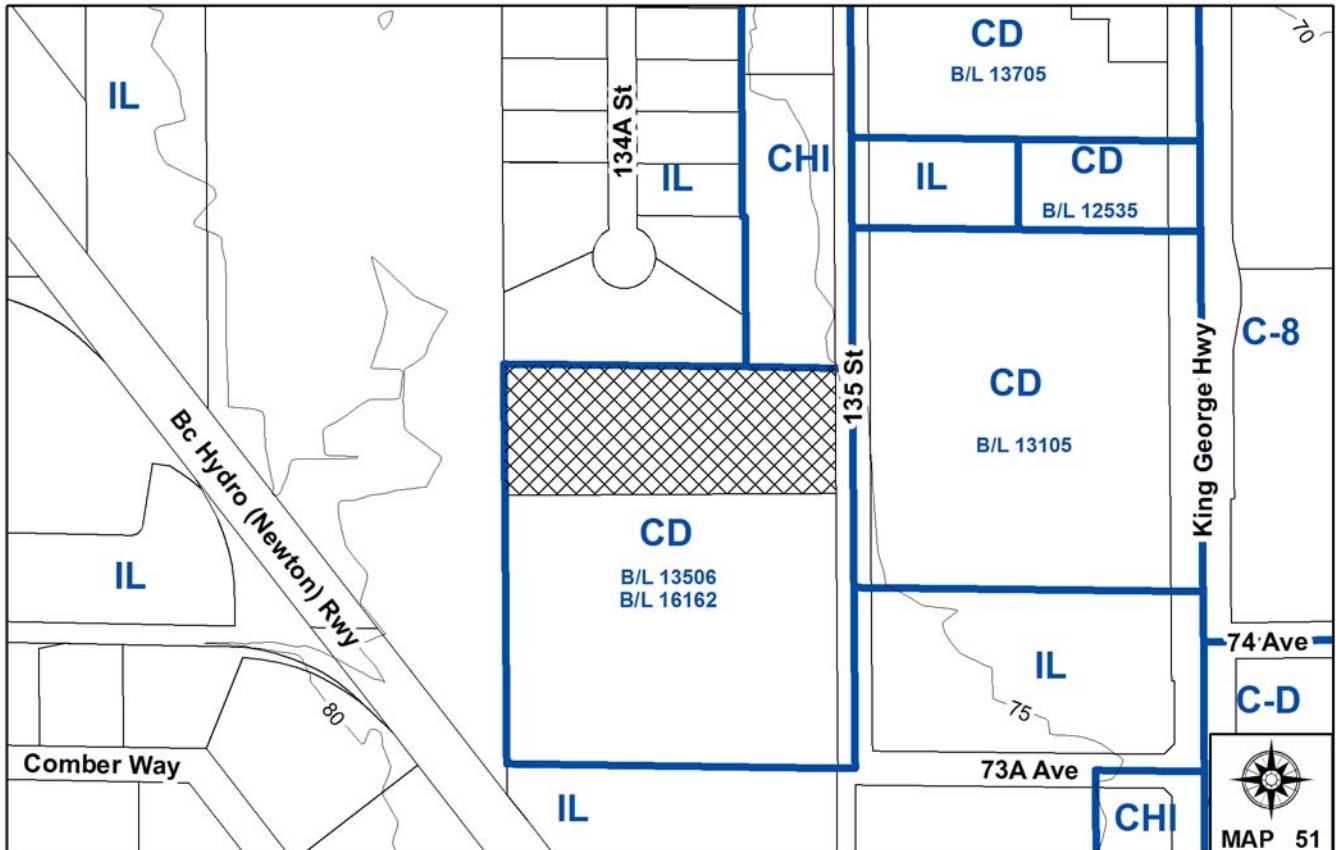 CD
B/L 13705
70
IL
134A St
IL
CHI
IL
CD
B/L 12535
C-8
King George Hwy
135 St
CD
B/L 13105
Bc Hydro (Newton) Rwy
CD
B/L 13506
B/L 16162
IL
74 Ave
IL
C-D
80
75
Comber Way
73A Ave
IL
CHI
MAP 51